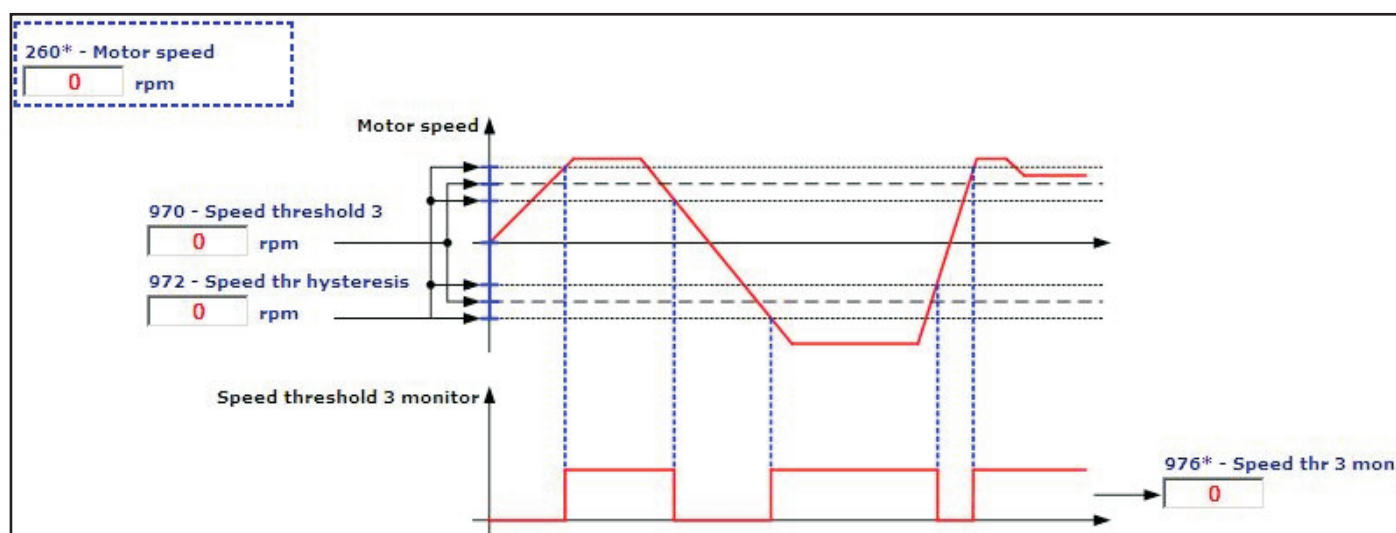 260* - Motor speed
0 rpm
Motor speed
970 - Speed threshold 3
0 rpm
972 - Speed thr hysteresis
0 rpm
Speed threshold 3 monitor
976* - Speed thr 3 mon
0